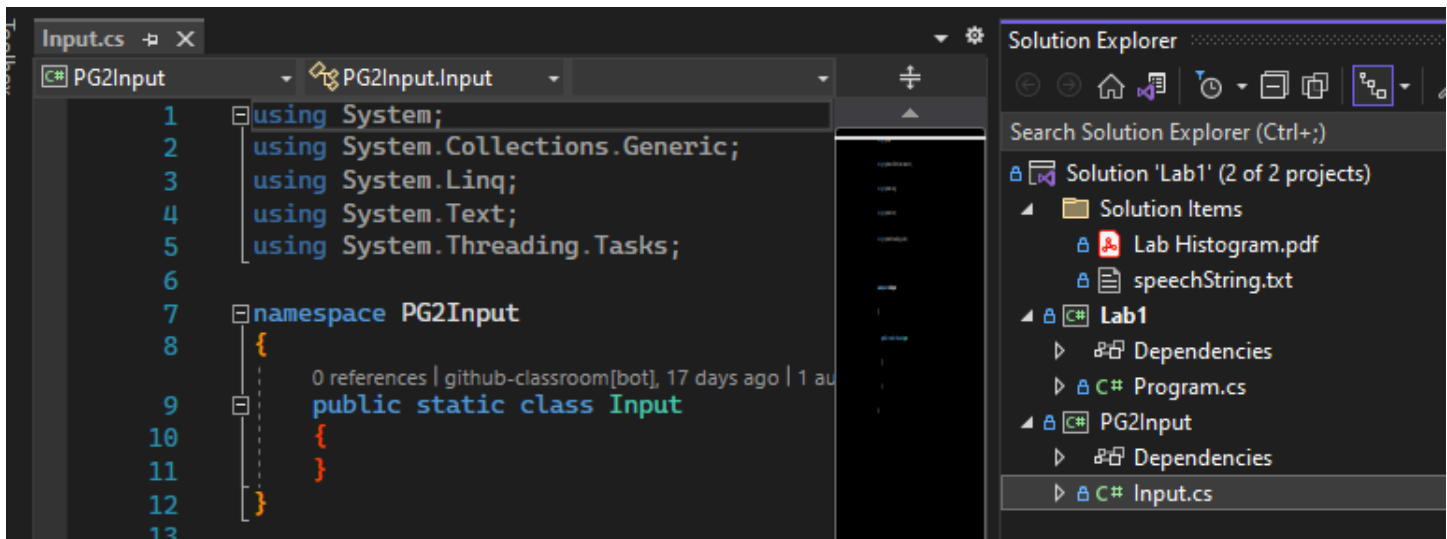 Toolbox
Input.cs
PG2Input
PG2Input.Input
1 using System;
2 using System.Collections.Generic;
3 using System.Linq;
4 using System.Text;
5 using System.Threading.Tasks;
6
7 namespace PG2Input
8 {
0 references | github-classroom[bot], 17 days ago | 1 au
9 public static class Input
10 {
11 }
12 }
13
Solution Explorer
Search Solution Explorer (Ctrl+;)
Solution 'Lab1' (2 of 2 projects)
Solution Items
Lab Histogram.pdf
speechString.txt
C# Lab1
Dependencies
C# Program.cs
C# PG2Input
Dependencies
C# Input.cs